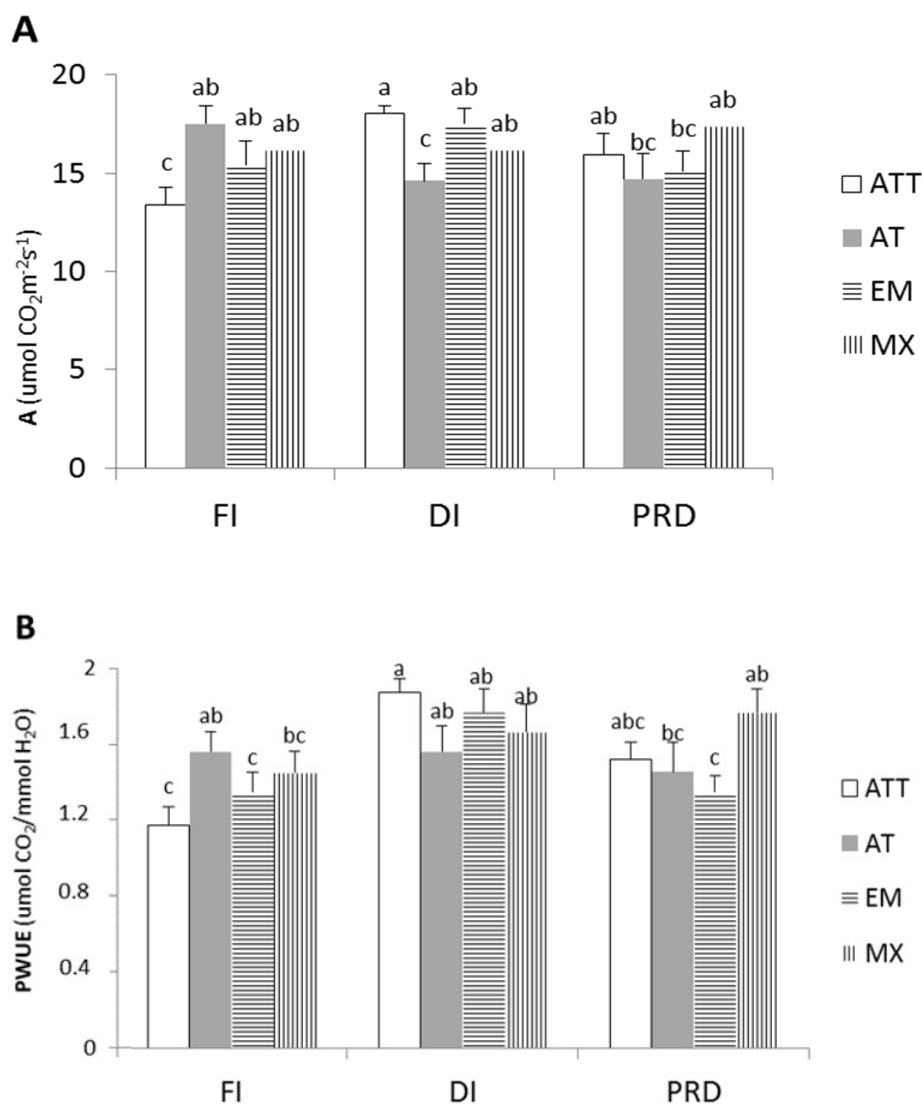 A
A (umol CO₂m⁻²s⁻¹)
20
15
10
5
0
c
ab
ab
ab
a
c
ab
ab
ab
bc
bc
ab
FI
DI
PRD
ATT
AT
EM
MX
B
PWUE (umol CO₂/mmol H₂O)
2
1.6
1.2
0.8
0.4
0
c
ab
c
bc
a
ab
ab
ab
abc
bc
c
ab
FI
DI
PRD
ATT
AT
EM
MX